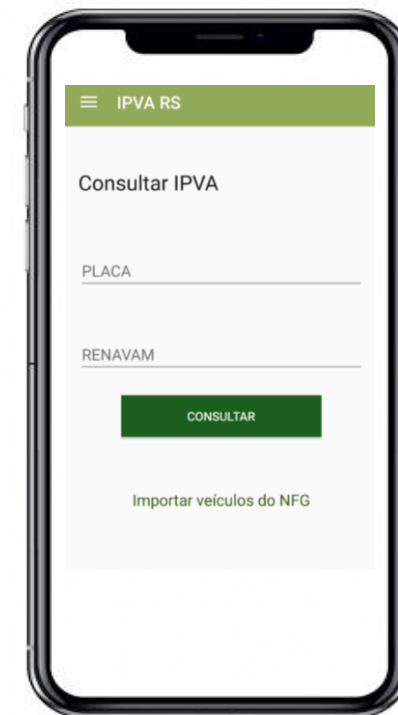 IPVA RS
Consultar IPVA
PLACA
RENAVAM
CONSULTAR
Importar veículos do NFG